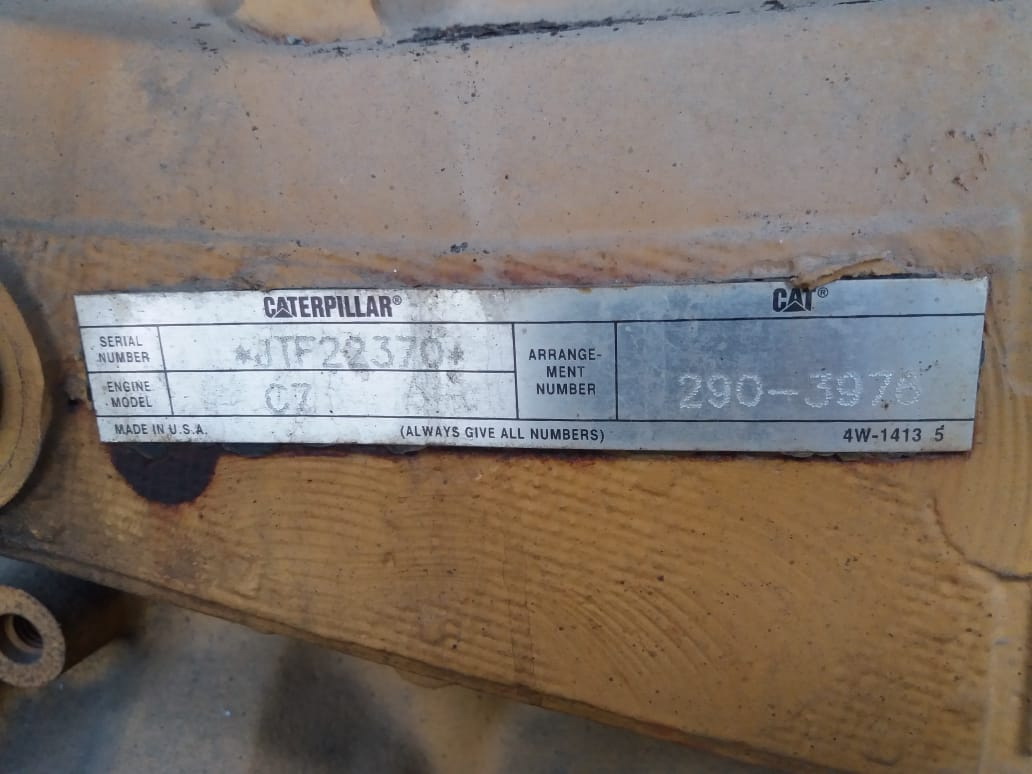 CATERPILLAR® CAT®
SERIAL NUMBER *JTF22370*
ENGINE MODEL C7
ARRANGE-
MENT
NUMBER
290-3976
MADE IN U.S.A. (ALWAYS GIVE ALL NUMBERS) 4W-1413 5